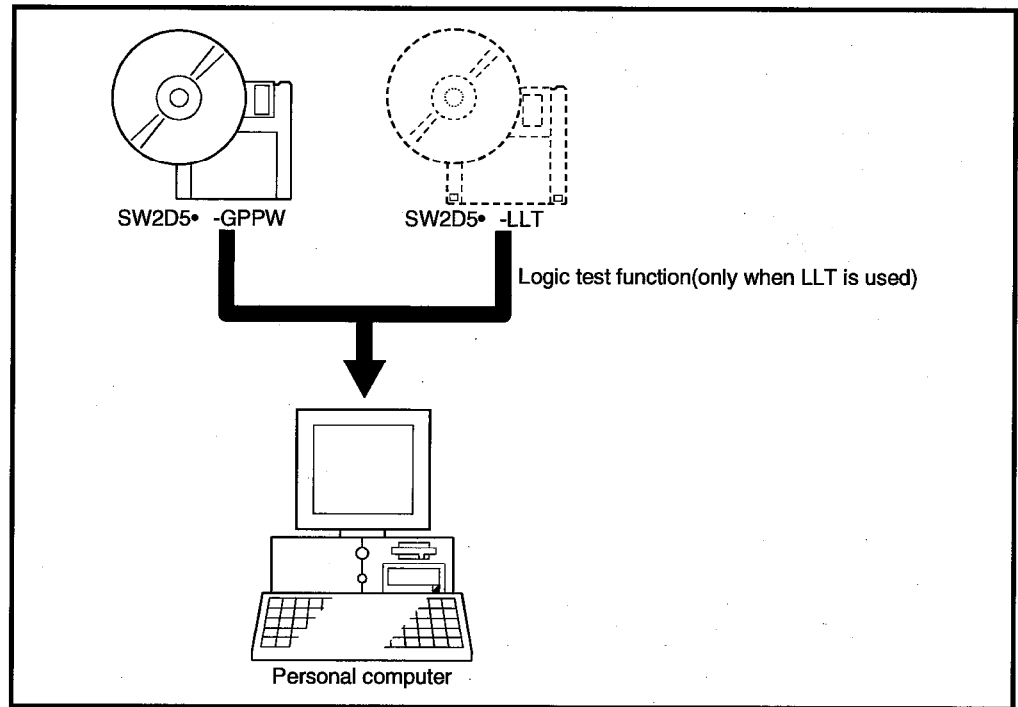 SW2D5• -GPPW
SW2D5• -LLT
Logic test function(only when LLT is used)
Personal computer